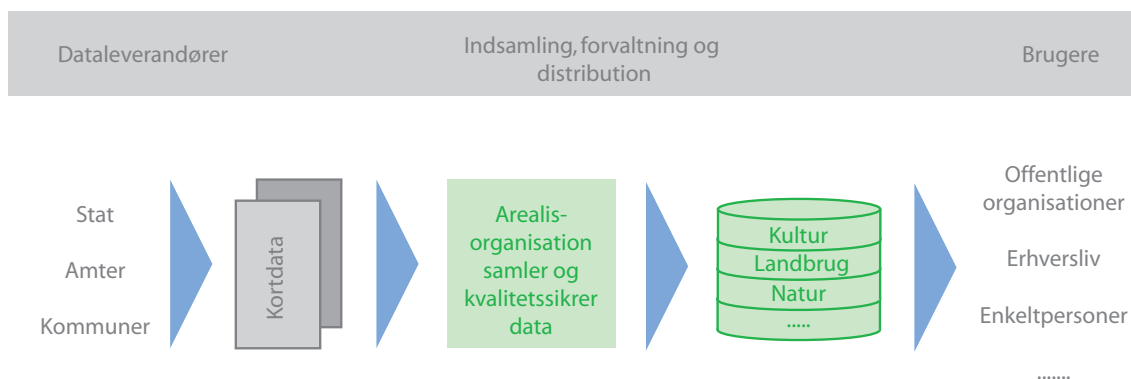 Dataleverandører
Indsamling, forvaltning og
distribution
Brugere
Stat
Amter
Kommuner
Kortdata
Arealis-
organisation
samler og
kvalitetssikrer
data
Kultur
Landbrug
Natur
.....
Offentlige
organisationer
Erhversliv
Enkeltpersoner
.......